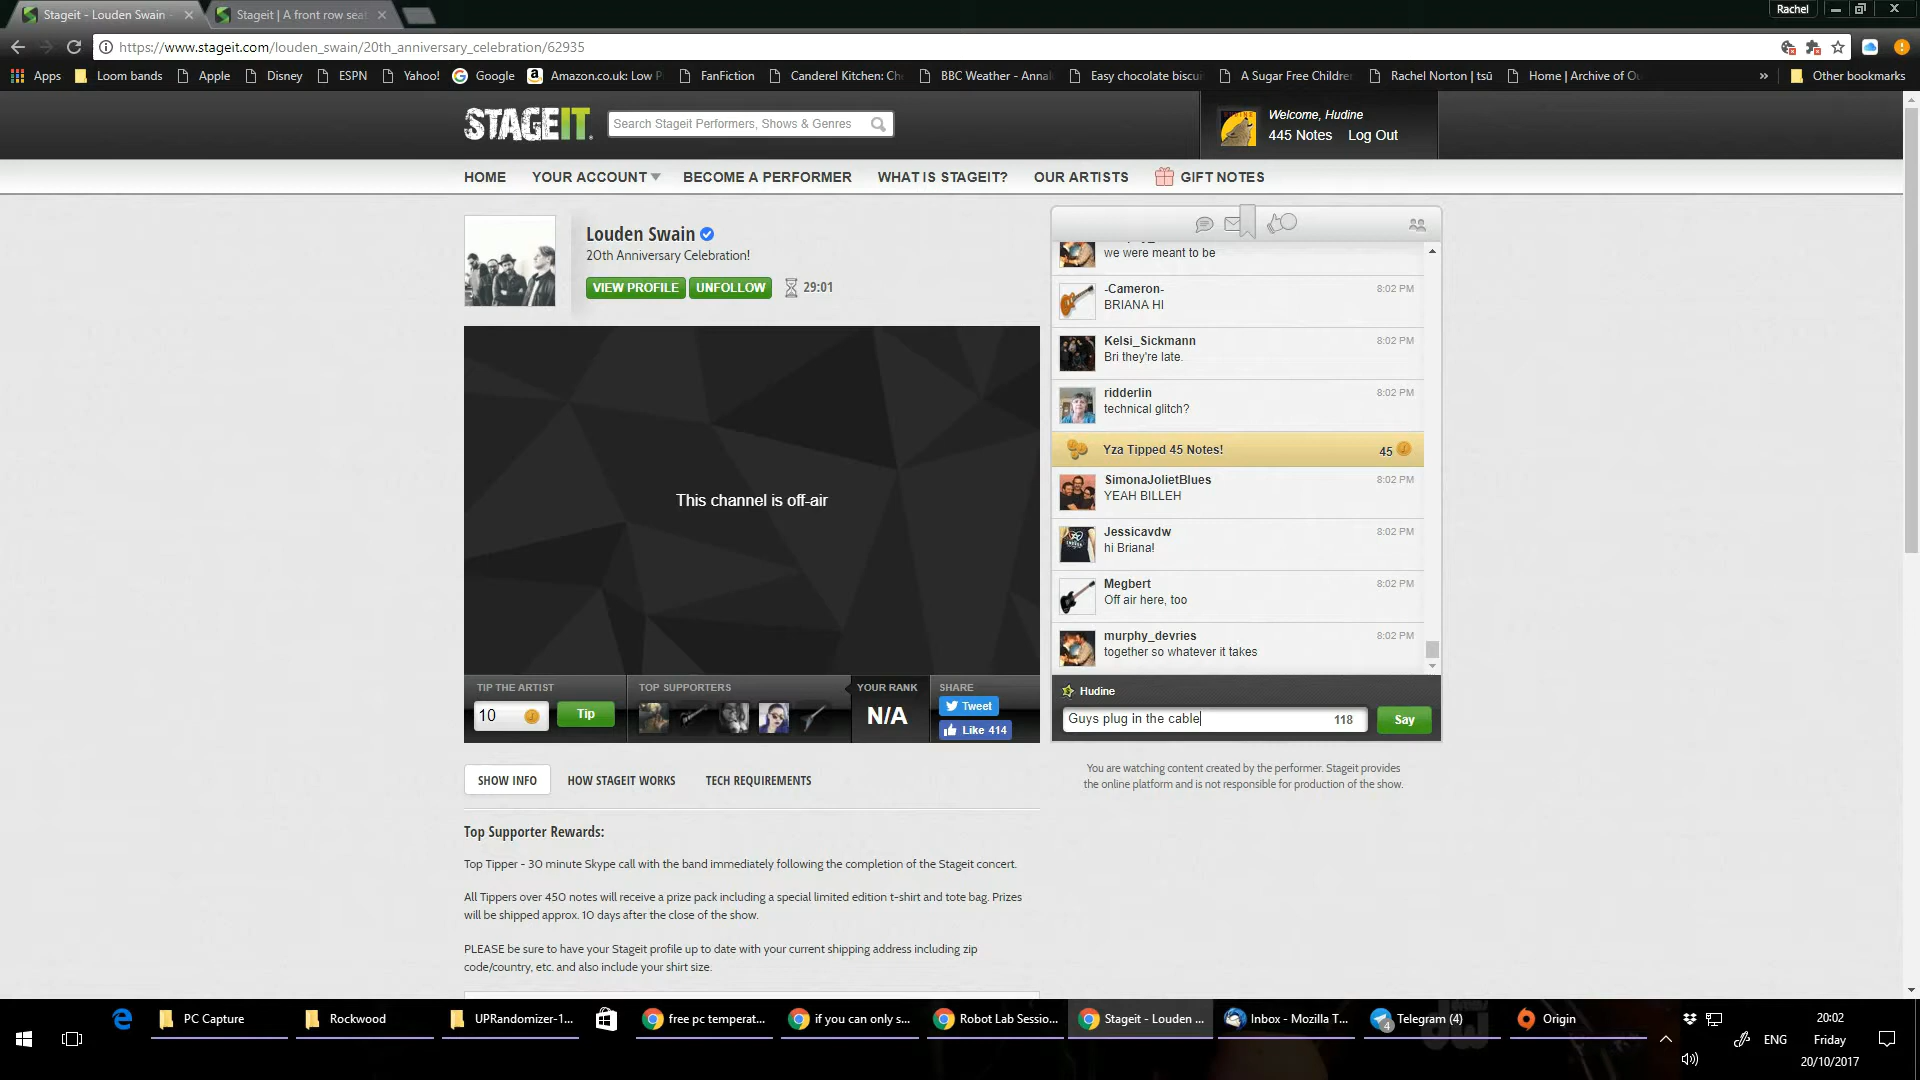 Stageit - Louden Swain -
Stageit | A front row seat
Rachel
https://www.stageit.com/louden_swain/20th_anniversary_celebration/62935
Apps
Loom bands
Apple
Disney
ESPN
Yahoo!
Google
Amazon.co.uk: Low P
FanFiction
Canderel Kitchen: Ch
BBC Weather - Annal
Easy chocolate biscui
A Sugar Free Children
Rachel Norton | tsū
Home | Archive of Ou
»
Other bookmarks
STAGEIT
Search Stageit Performers, Shows & Genres
Welcome, Hudine
445 Notes Log Out
HOME
YOUR ACCOUNT
BECOME A PERFORMER
WHAT IS STAGEIT?
OUR ARTISTS
GIFT NOTES
Louden Swain
20th Anniversary Celebration!
VIEW PROFILE
UNFOLLOW
29:01
This channel is off-air
TIP THE ARTIST
10
Tip
TOP SUPPORTERS
YOUR RANK
N/A
SHARE
Tweet
Like 414
we were meant to be
-Cameron-
8:02 PM
BRIANA HI
Kelsi_Sickmann
8:02 PM
Bri they're late.
ridderlin
8:02 PM
technical glitch?
Yza Tipped 45 Notes!
45
SimonaJolietBlues
8:02 PM
YEAH BILLEH
Jessicavdw
8:02 PM
hi Briana!
Megbert
8:02 PM
Off air here, too
murphy_devries
8:02 PM
together so whatever it takes
Hudine
Guys plug in the cable
118
Say
You are watching content created by the performer. Stageit provides
the online platform and is not responsible for production of the show.
SHOW INFO
HOW STAGEIT WORKS
TECH REQUIREMENTS
Top Supporter Rewards:
Top Tipper - 30 minute Skype call with the band immediately following the completion of the Stageit concert.
All Tippers over 450 notes will receive a prize pack including a special limited edition t-shirt and tote bag. Prizes
will be shipped approx. 10 days after the close of the show.
PLEASE be sure to have your Stageit profile up to date with your current shipping address including zip
code/country, etc. and also include your shirt size.
PC Capture
Rockwood
UPRandomizer-1...
free pc temperat...
if you can only s...
Robot Lab Sessio...
Stageit - Louden ...
Inbox - Mozilla T...
4
Telegram (4)
Origin
ENG
20:02
Friday
20/10/2017